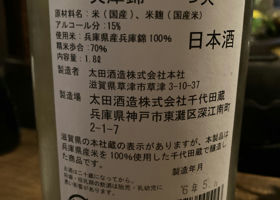 原材料名:米(国産)、米麹(国産)
アルコール分:15%
使用米:兵庫県産兵庫錦100%
精米歩合:70%
内容量:1.8ℓ
日本酒
製造者 太田酒造株式会社本社
滋賀県草津市草津 3-10-37
製造場 太田酒造株式会社千代田蔵
兵庫県神戸市東灘区深江南町
2-1-7
滋賀県の本社蔵の表示がありますが、当製品は
兵庫県産米を100%使用して千代田蔵で醸造し
た商品です。
製造年月
'16年5月